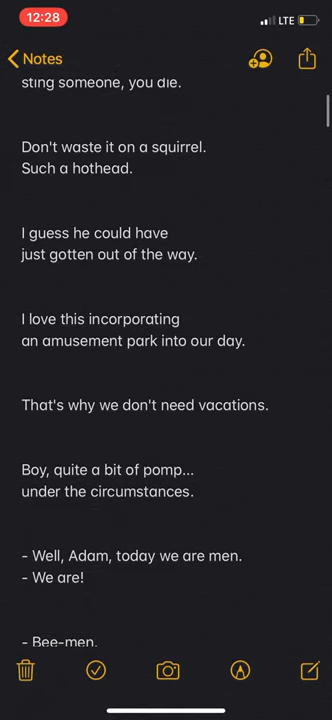 12:28
LTE
Notes
sting someone, you die.
Don't waste it on a squirrel.
Such a hothead.
I guess he could have
just gotten out of the way.
I love this incorporating
an amusement park into our day.
That's why we don't need vacations.
Boy, quite a bit of pomp...
under the circumstances.
- Well, Adam, today we are men.
- We are!
- Bee-men.